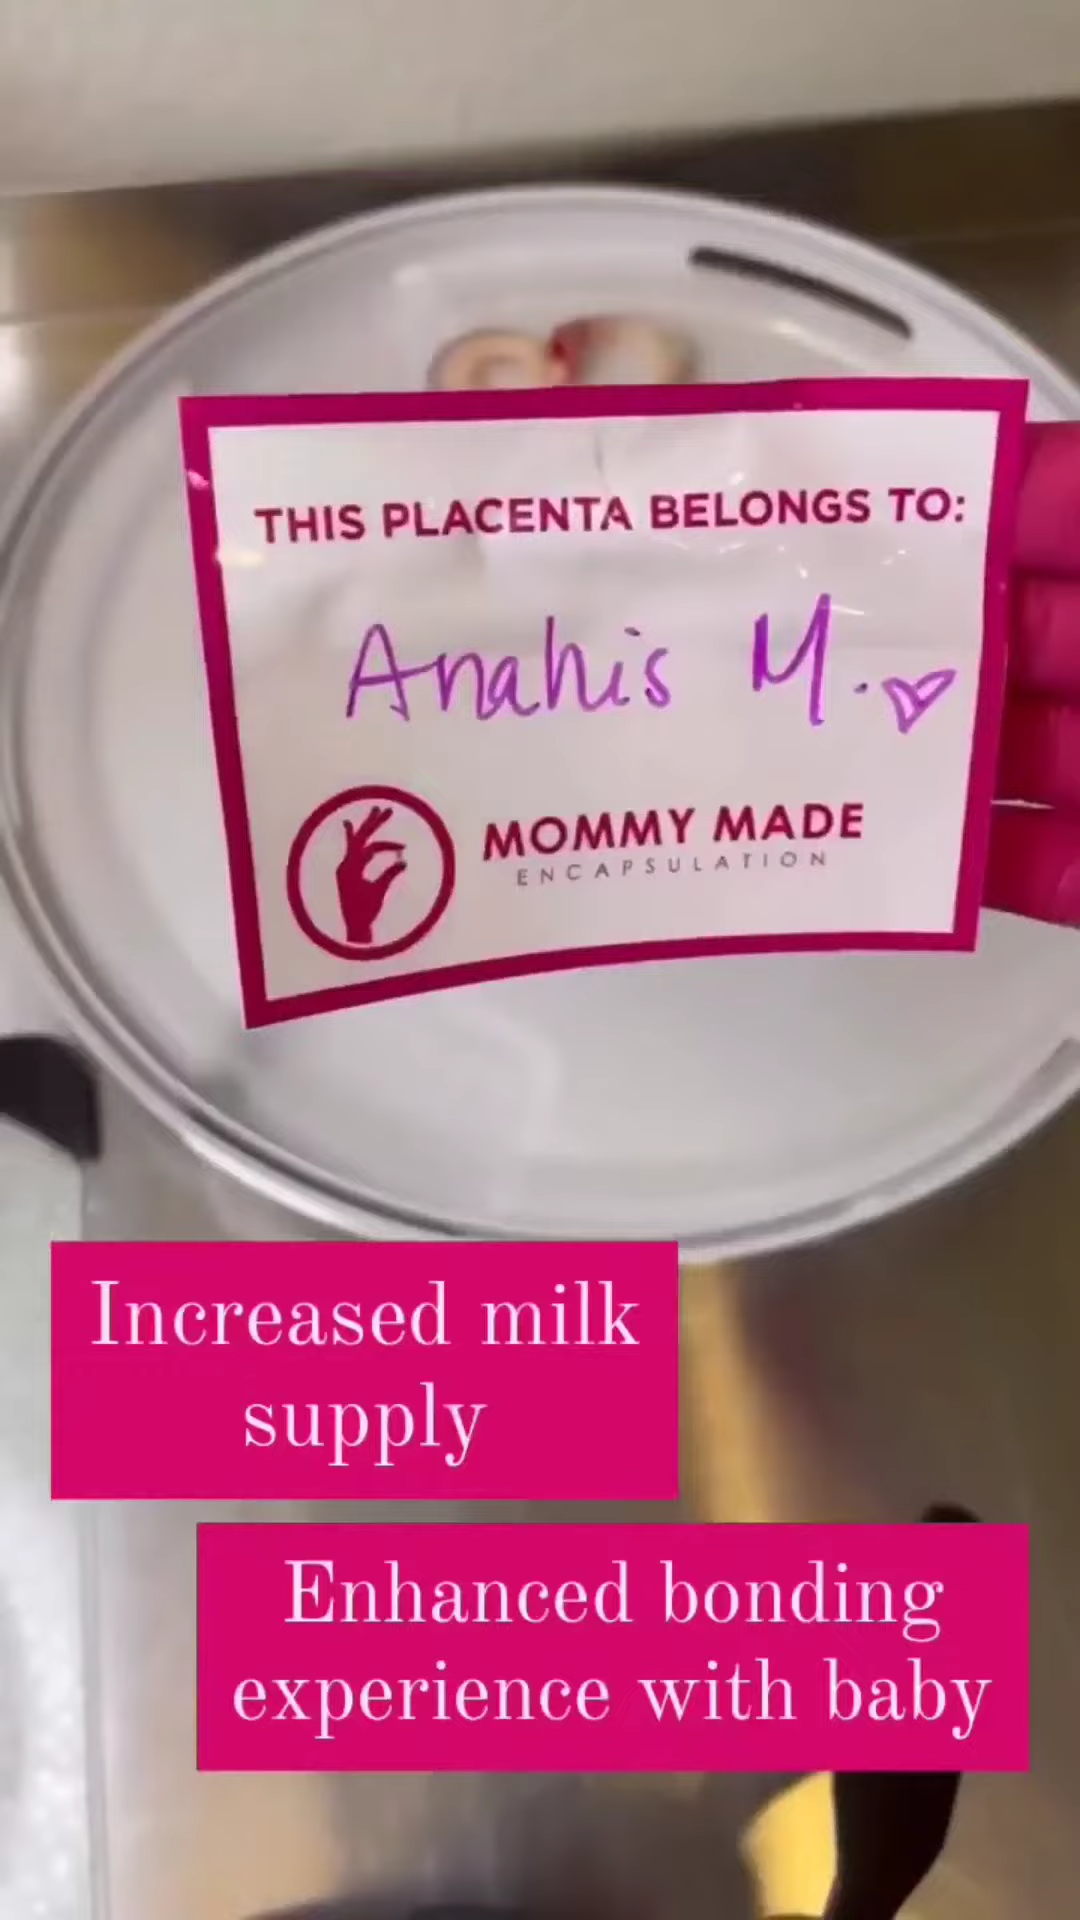 THIS PLACENTA BELONGS TO:
Anahis M.
MOMMY MADE
ENCAPSULATION
Increased milk
supply
Enhanced bonding
experience with baby